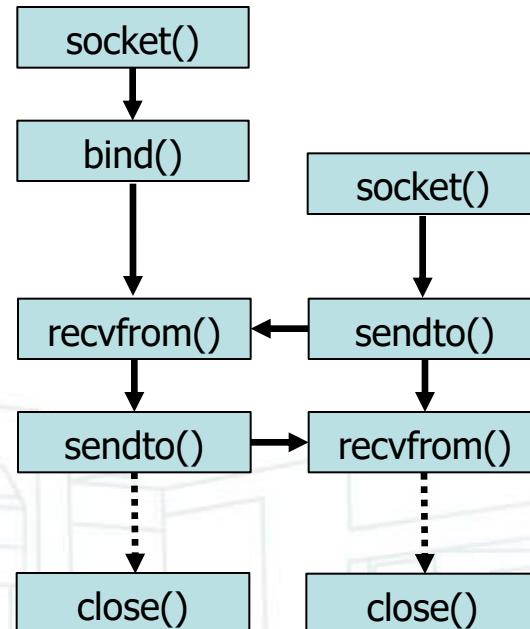 socket()
bind()
socket()
recvfrom()
sendto()
sendto()
recvfrom()
close()
close()